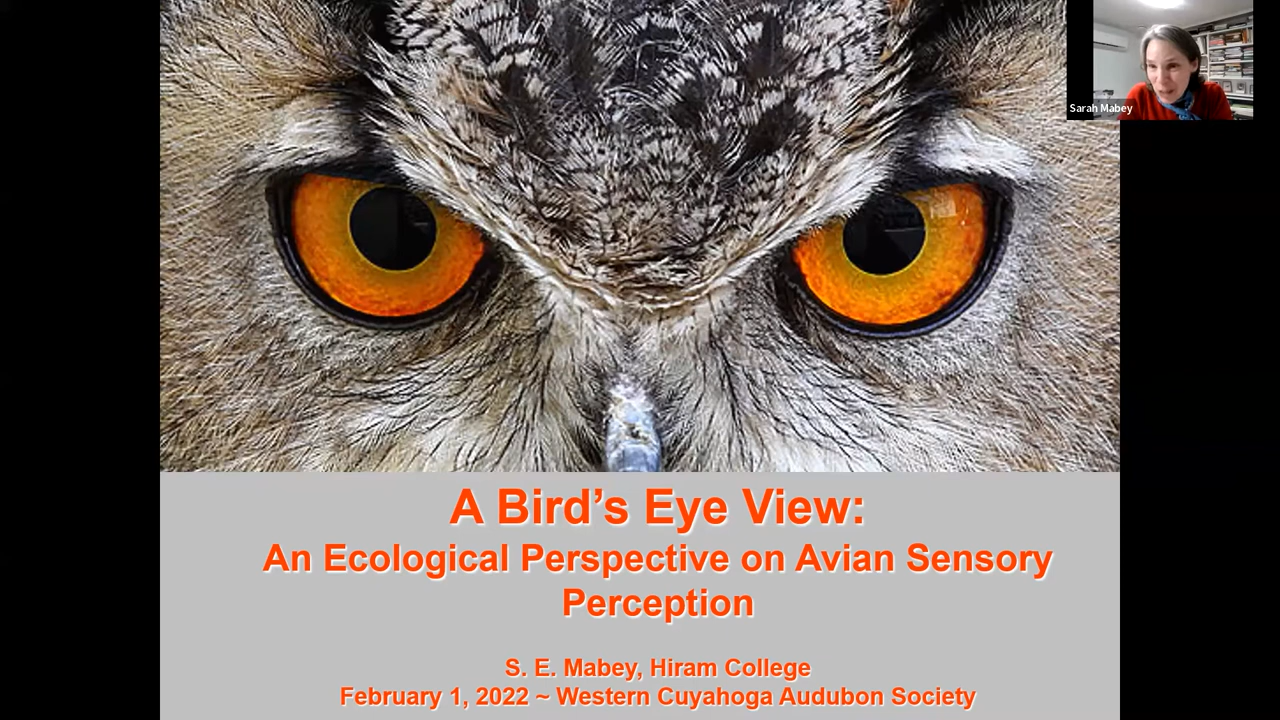 Sarah Mabey
A Bird’s Eye View:
An Ecological Perspective on Avian Sensory
Perception
S. E. Mabey, Hiram College
February 1, 2022 ~ Western Cuyahoga Audubon Society